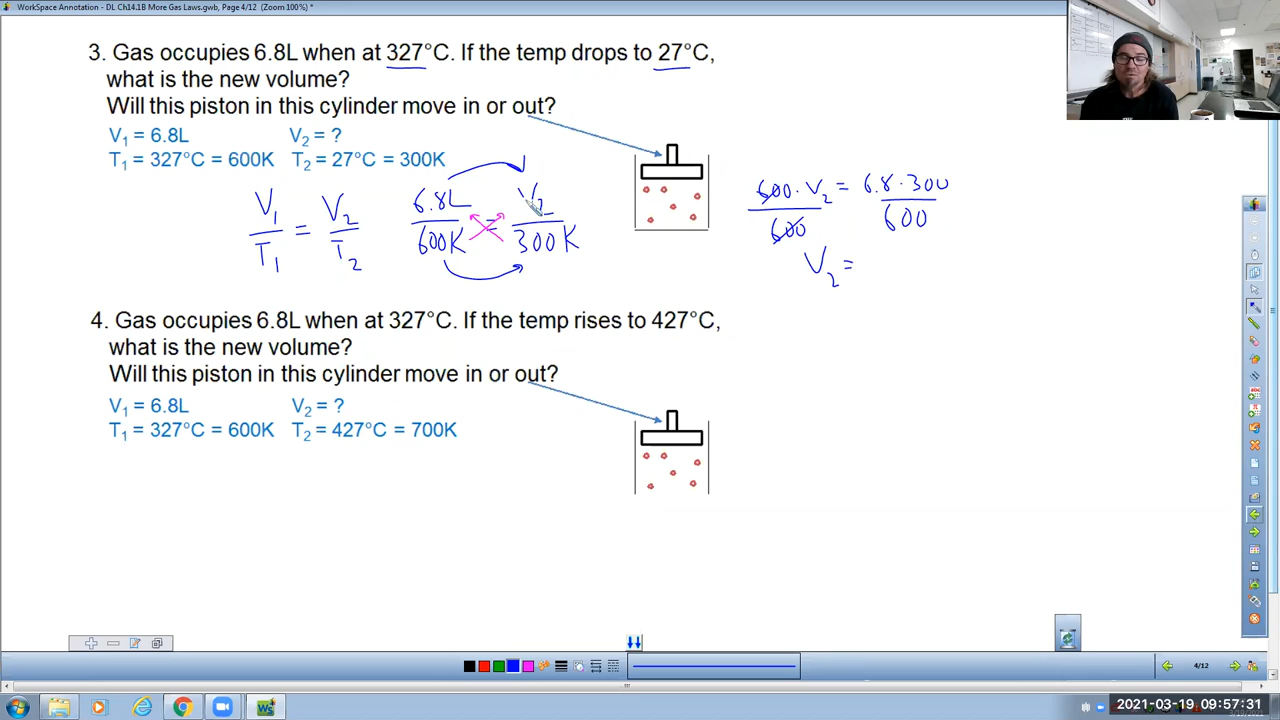 WorkSpace Annotation - DL Ch14.1B More Gas Laws.gwb, Page 4/12 (Zoom 100%) *
3. Gas occupies 6.8L when at 327°C. If the temp drops to 27°C,
what is the new volume?
Will this piston in this cylinder move in or out?
V₁ = 6.8L V₂ = ?
T₁ = 327°C = 600K T₂ = 27°C = 300K
V₁ = V₂ 6.8L = V₂
T₁ T₂ 600K 300K
600 · V₂ = 6.8 · 300
600 600
V₂ =
4. Gas occupies 6.8L when at 327°C. If the temp rises to 427°C,
what is the new volume?
Will this piston in this cylinder move in or out?
V₁ = 6.8L V₂ = ?
T₁ = 327°C = 600K T₂ = 427°C = 700K
4/12
2021-03-19, 09:57:31